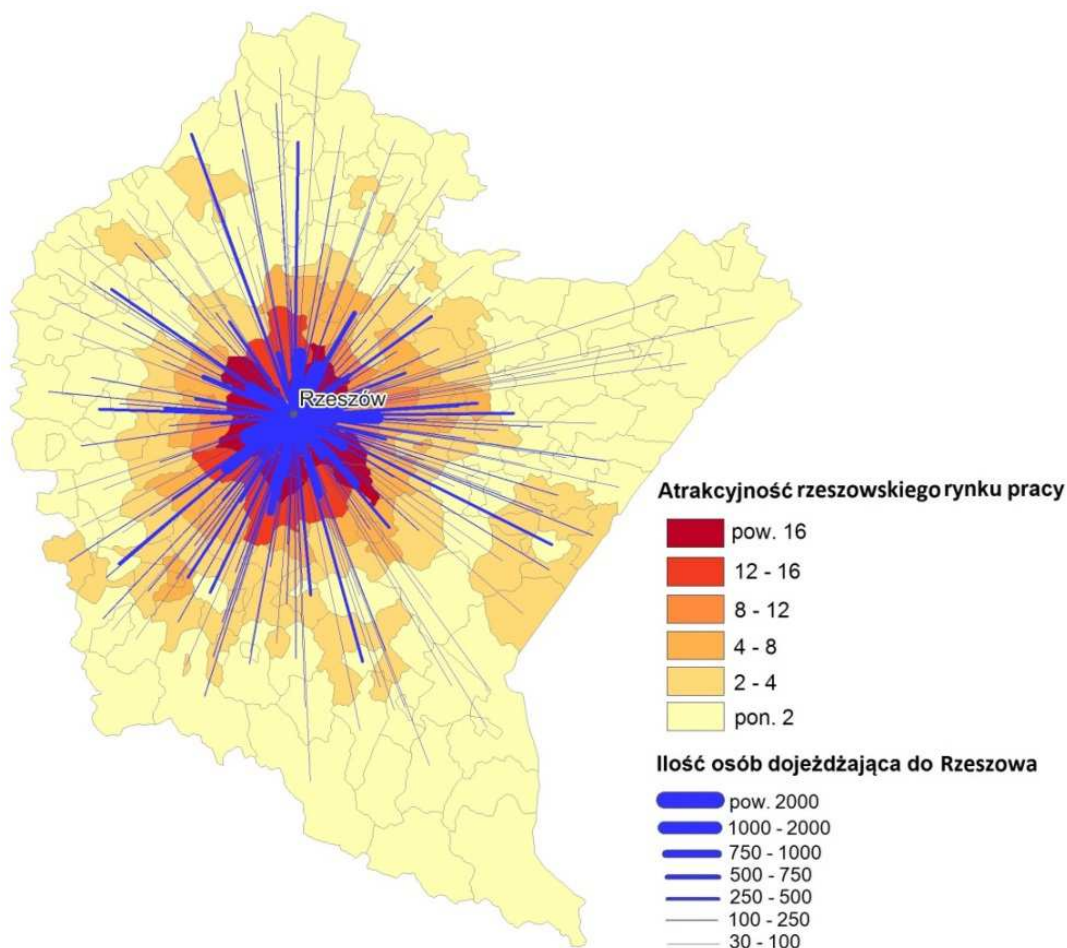 Rzeszów
Atrakcyjność rzeszowskiego rynku pracy
pow. 16
12 - 16
8 - 12
4 - 8
2 - 4
pon. 2
Ilość osób dojeżdżająca do Rzeszowa
pow. 2000
1000 - 2000
750 - 1000
500 - 750
250 - 500
100 - 250
30 - 100